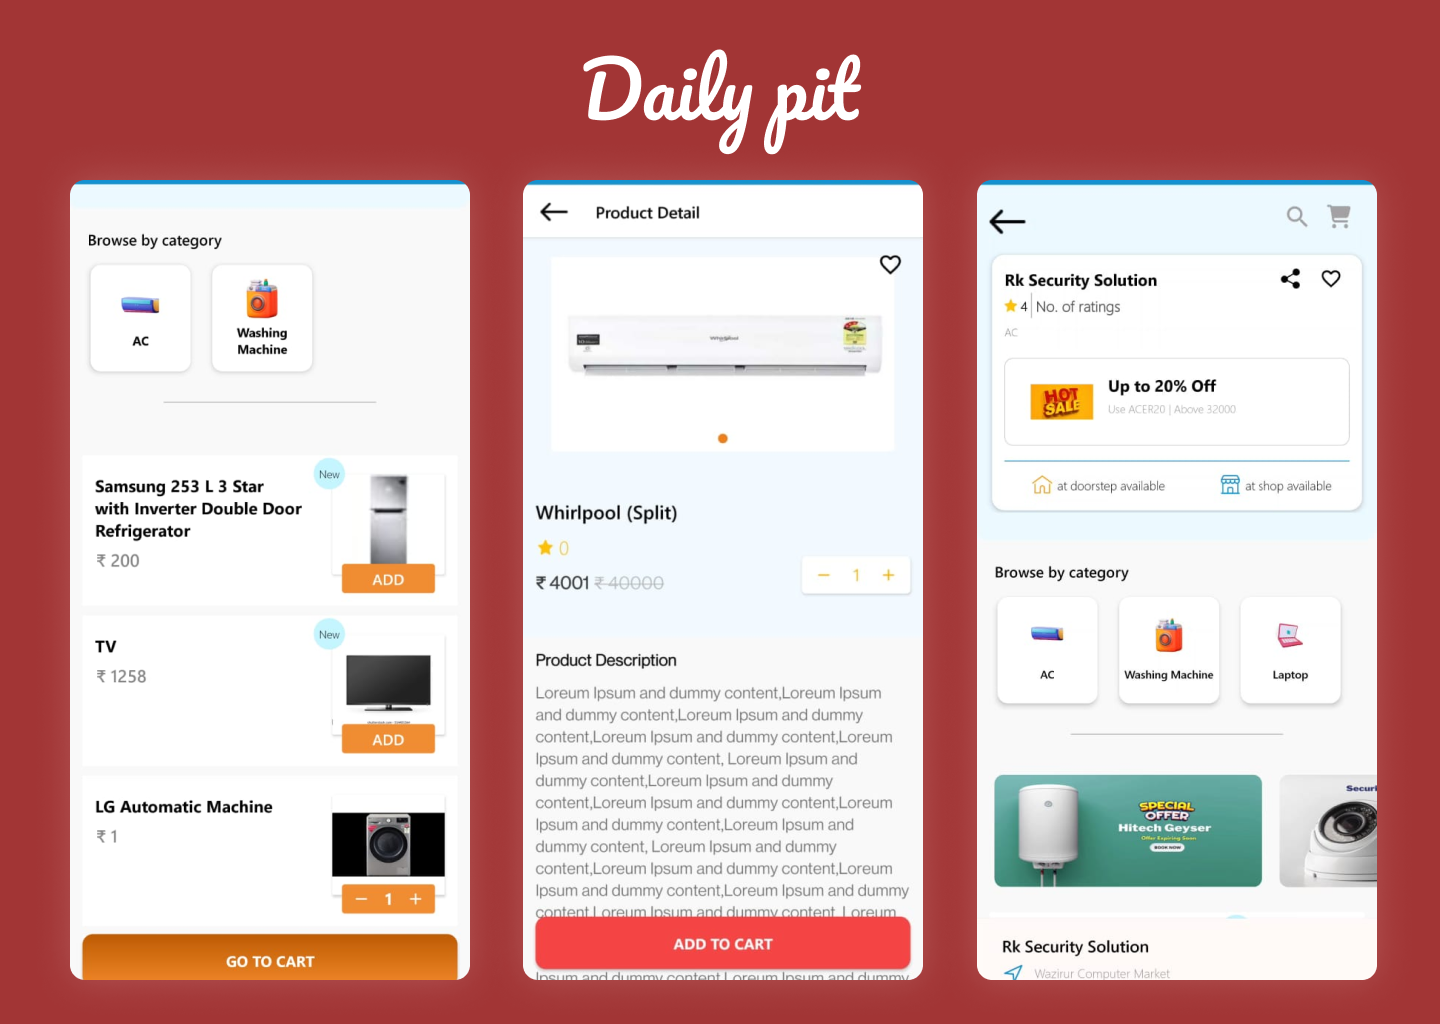 Daily pit
Browse by category
AC
Washing
Machine
New
Samsung 253 L 3 Star
with Inverter Double Door
Refrigerator
₹ 200
ADD
New
TV
₹ 1258
ADD
LG Automatic Machine
₹ 1
− 1 +
GO TO CART
Product Detail
Whirlpool
Whirlpool (Split)
0
₹ 4001 ₹ 40000
− 1 +
Product Description
Loreum Ipsum and dummy content,Loreum Ipsum
and dummy content,Loreum Ipsum and dummy
content,Loreum Ipsum and dummy content,Loreum
Ipsum and dummy content, Loreum Ipsum and
dummy content,Loreum Ipsum and dummy
content,Loreum Ipsum and dummy content,Loreum
Ipsum and dummy content,Loreum Ipsum and
dummy content, Loreum Ipsum and dummy
content,Loreum Ipsum and dummy content,Loreum
Ipsum and dummy content,Loreum Ipsum and dummy
content,Loreum Ipsum and dummy content, Loreum
ADD TO CART
Ipsum and dummy content,Loreum Ipsum and dummy
Rk Security Solution
4 No. of ratings
AC
HOT
SALE
Up to 20% Off
Use ACER20 | Above 32000
at doorstep available
at shop available
Browse by category
AC
Washing Machine
Laptop
SPECIAL
OFFER
Hitech Geyser
Offer Expiring Soon
BOOK NOW
Securi
Rk Security Solution
Wazirur Computer Market